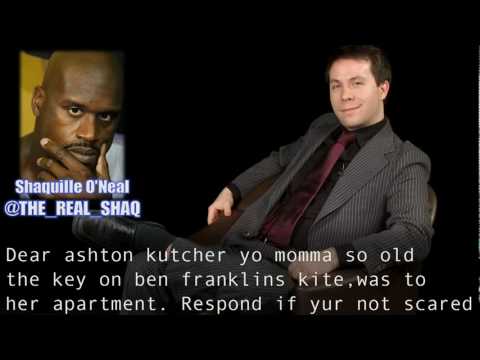 Shaquille O'Neal
@THE_REAL_SHAQ
Dear ashton kutcher yo momma so old
the key on ben franklins kite,was to
her apartment. Respond if yur not scared